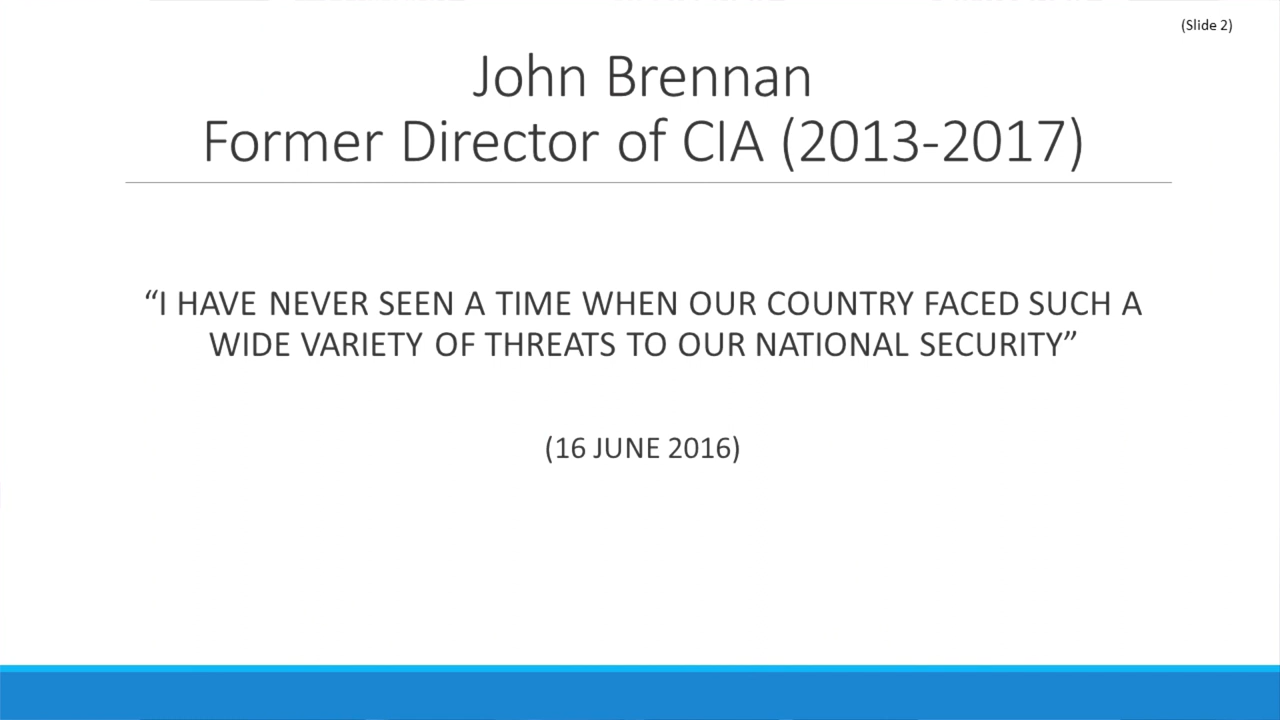 (Slide 2)
John Brennan
Former Director of CIA (2013-2017)
“I HAVE NEVER SEEN A TIME WHEN OUR COUNTRY FACED SUCH A
WIDE VARIETY OF THREATS TO OUR NATIONAL SECURITY”
(16 JUNE 2016)